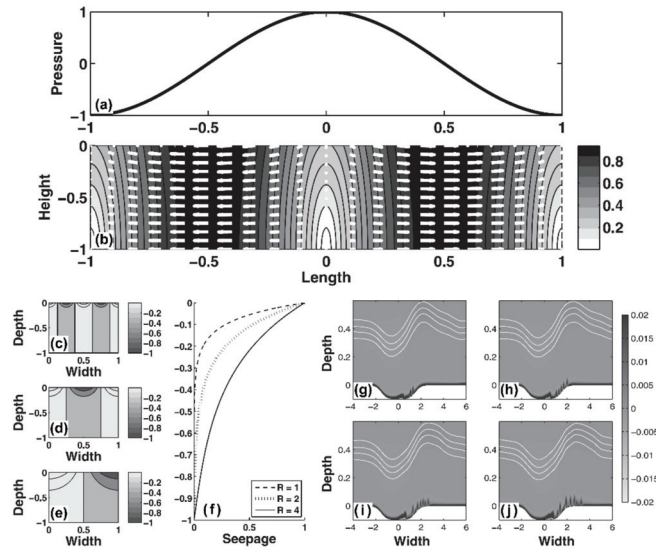 1
0
-1
Pressure
(a)
-1 -0.5 0 0.5 1
0
-0.5
-1
Height
(b)
-1 -0.5 0 0.5 1
Length
0.8
0.6
0.4
0.2
0
-1
Depth
(c)
0 0.5 1
Width
-0.2
-0.4
-0.6
-0.8
-1
0
-1
Depth
(d)
0 0.5 1
Width
-0.2
-0.4
-0.6
-0.8
-1
0
-1
Depth
(e)
0 0.5 1
Width
-0.2
-0.4
-0.6
-0.8
-1
0
-0.1
-0.2
-0.3
-0.4
-0.5
-0.6
-0.7
-0.8
-0.9
-1
(f)
R = 1
R = 2
R = 4
0 0.5 1
Seepage
0.4
0.2
0
Depth
(g)
-4 -2 0 2 4 6
0.4
0.2
0
(h)
-4 -2 0 2 4 6
0.4
0.2
0
Depth
(i)
-4 -2 0 2 4 6
Width
0.4
0.2
0
(j)
-4 -2 0 2 4 6
Width
0.02
0.015
0.01
0.005
0
-0.005
-0.01
-0.015
-0.02